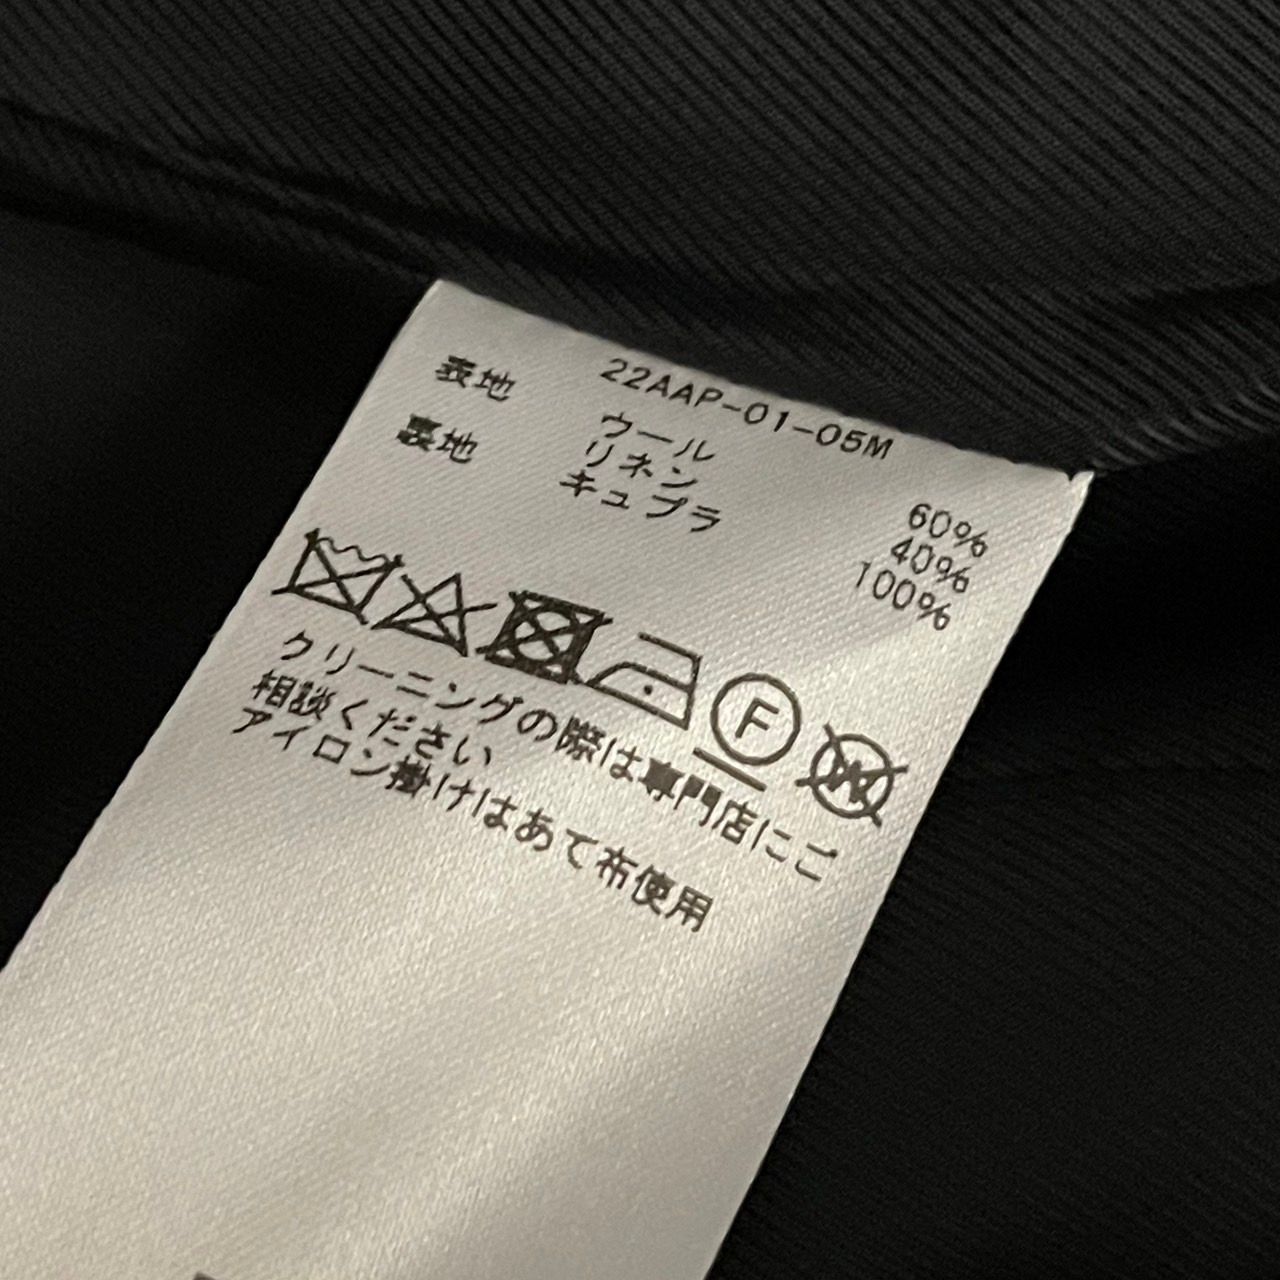 22AAP-01-05M
表地 ウール 60%
リネン 40%
裏地 キュプラ 100%
F W
クリーニングの際は専門店にご
相談ください
アイロン掛けはあて布使用